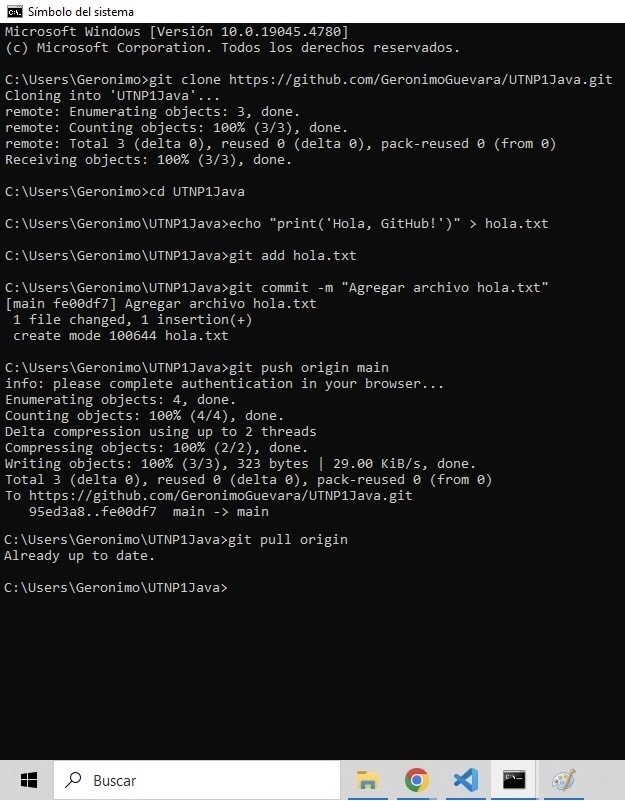 Símbolo del sistema
Microsoft Windows [Versión 10.0.19045.4780]
(c) Microsoft Corporation. Todos los derechos reservados.
C:\Users\Geronimo>git clone https://github.com/GeronimoGuevara/UTNP1Java.git
Cloning into 'UTNP1Java'...
remote: Enumerating objects: 3, done.
remote: Counting objects: 100% (3/3), done.
remote: Total 3 (delta 0), reused 0 (delta 0), pack-reused 0 (from 0)
Receiving objects: 100% (3/3), done.
C:\Users\Geronimo>cd UTNP1Java
C:\Users\Geronimo\UTNP1Java>echo "print('Hola, GitHub!')" > hola.txt
C:\Users\Geronimo\UTNP1Java>git add hola.txt
C:\Users\Geronimo\UTNP1Java>git commit -m "Agregar archivo hola.txt"
[main fe00df7] Agregar archivo hola.txt
 1 file changed, 1 insertion(+)
 create mode 100644 hola.txt
C:\Users\Geronimo\UTNP1Java>git push origin main
info: please complete authentication in your browser...
Enumerating objects: 4, done.
Counting objects: 100% (4/4), done.
Delta compression using up to 2 threads
Compressing objects: 100% (2/2), done.
Writing objects: 100% (3/3), 323 bytes | 29.00 KiB/s, done.
Total 3 (delta 0), reused 0 (delta 0), pack-reused 0 (from 0)
To https://github.com/GeronimoGuevara/UTNP1Java.git
   95ed3a8..fe00df7  main -> main
C:\Users\Geronimo\UTNP1Java>git pull origin
Already up to date.
C:\Users\Geronimo\UTNP1Java>
Buscar